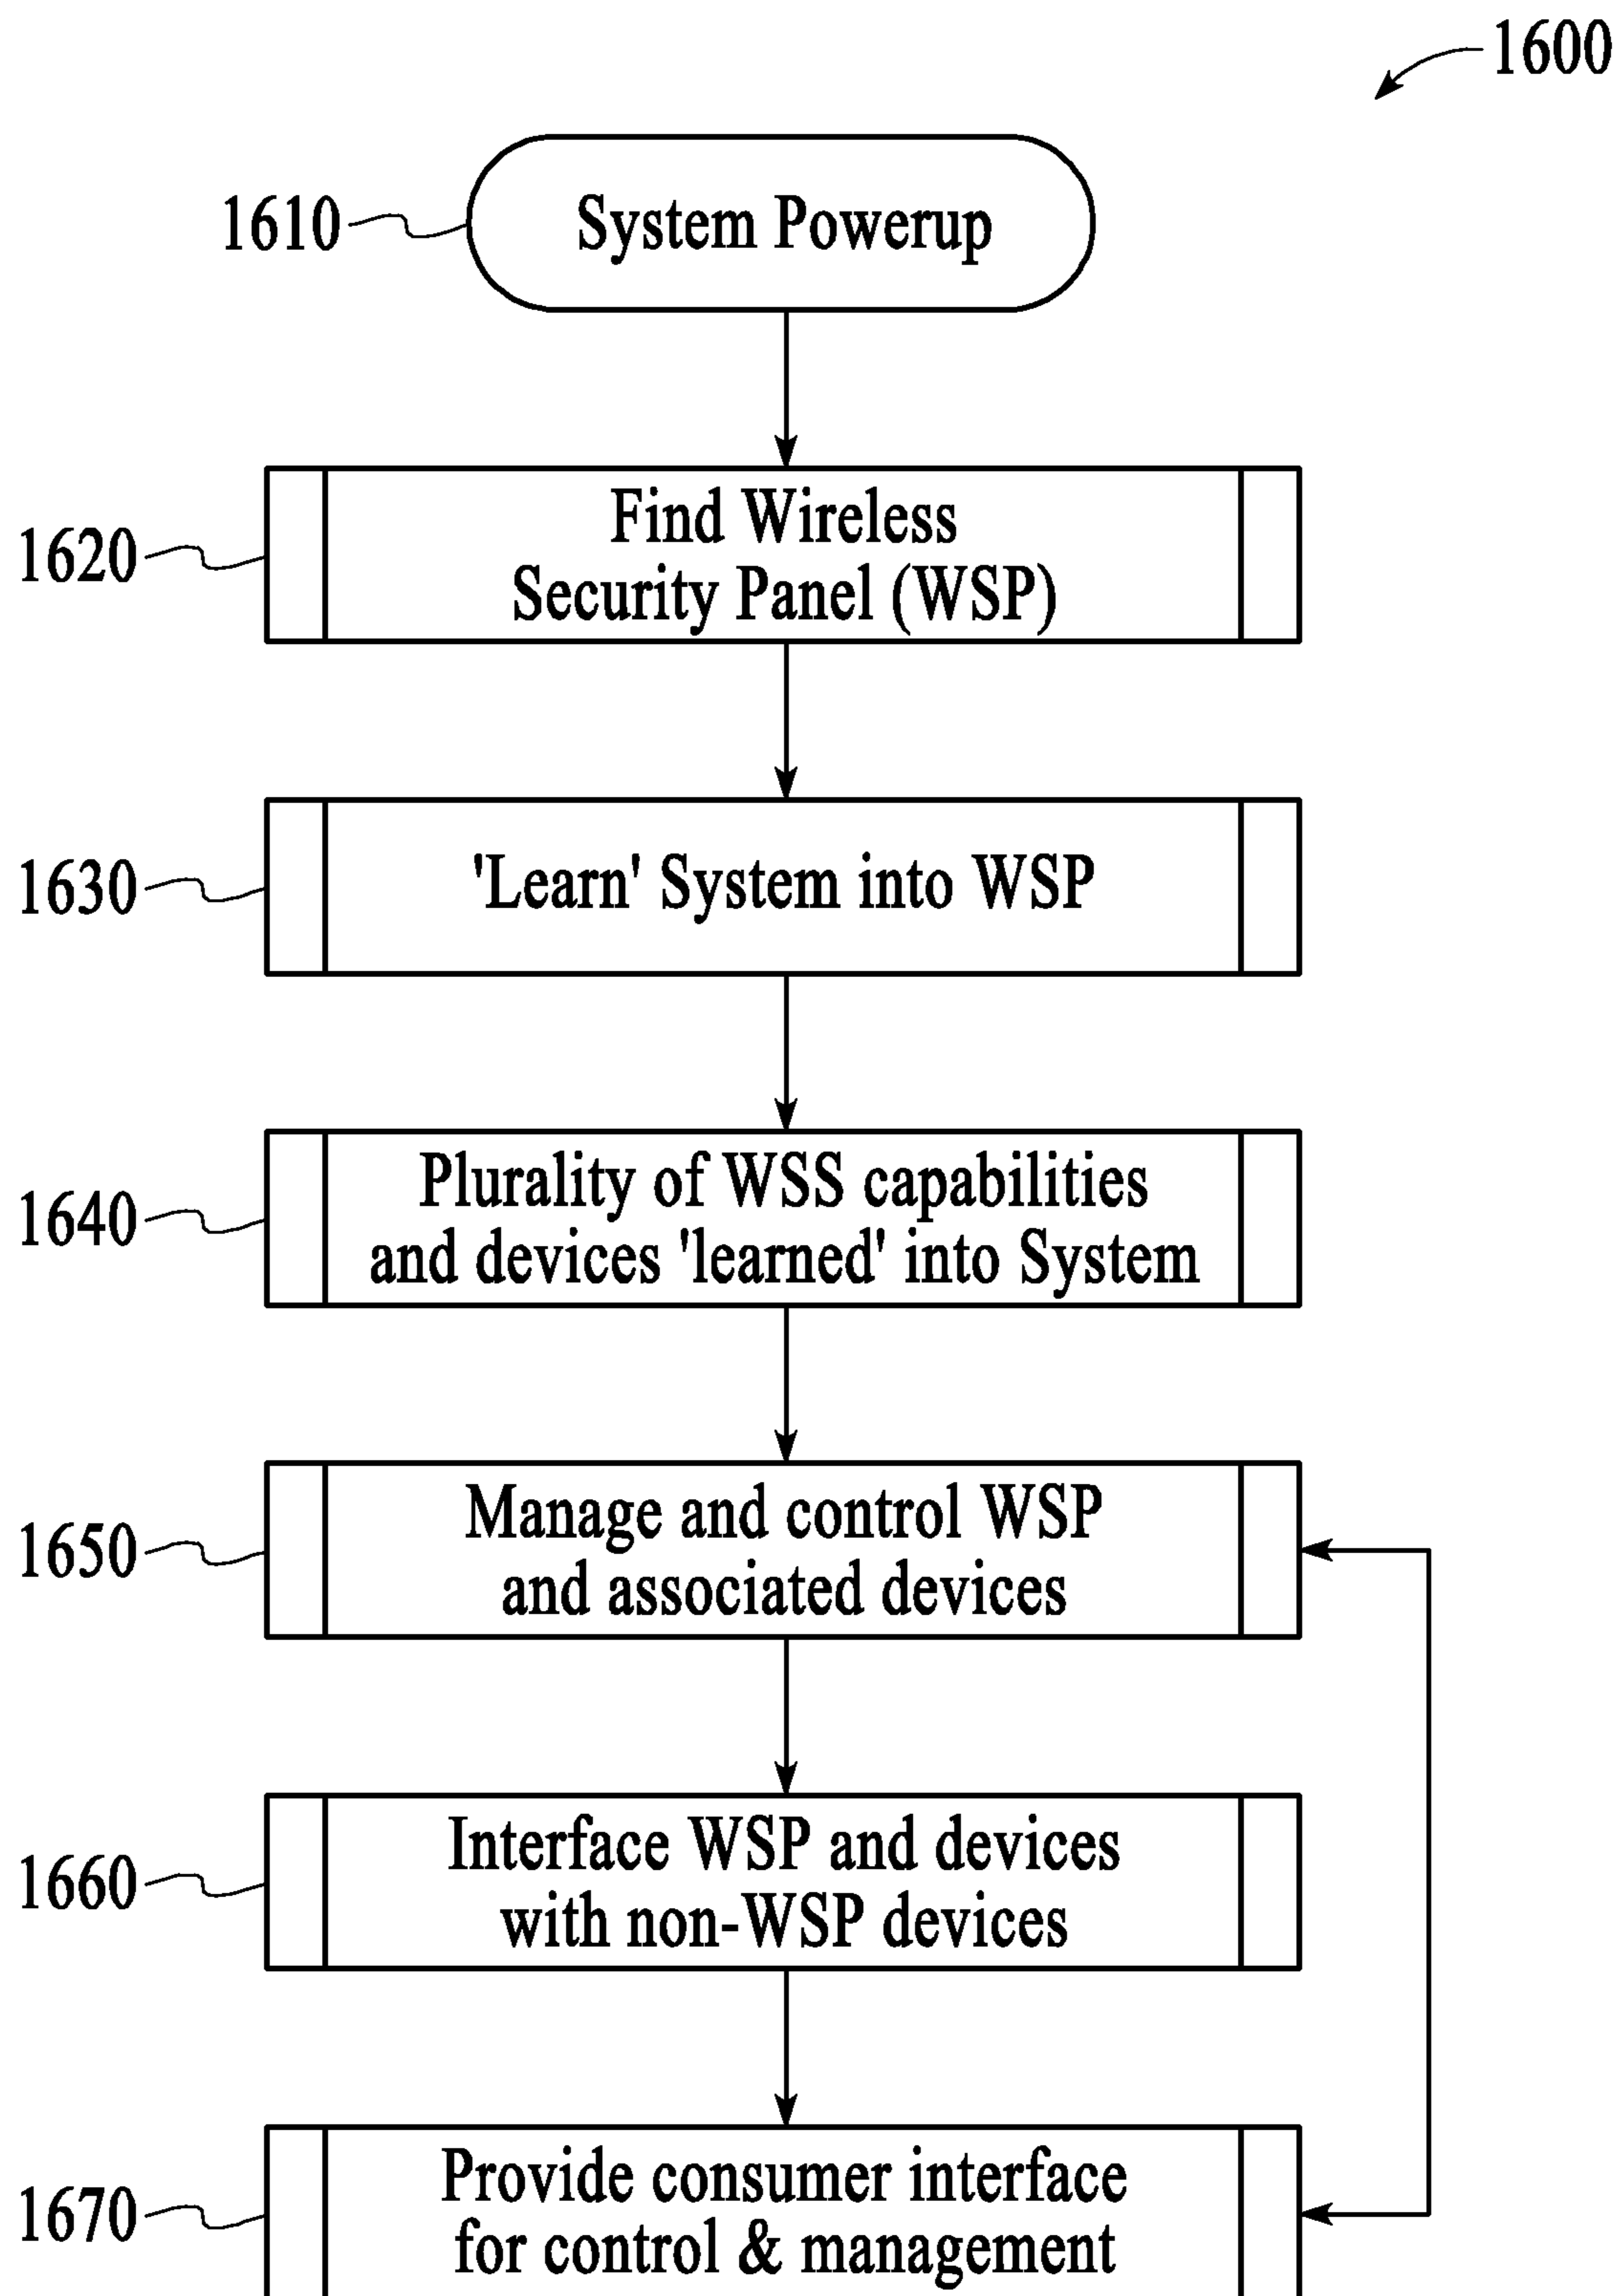 1600
1610
System Powerup
1620
Find Wireless
Security Panel (WSP)
1630
'Learn' System into WSP
1640
Plurality of WSS capabilities
and devices 'learned' into System
1650
Manage and control WSP
and associated devices
1660
Interface WSP and devices
with non-WSP devices
1670
Provide consumer interface
for control & management